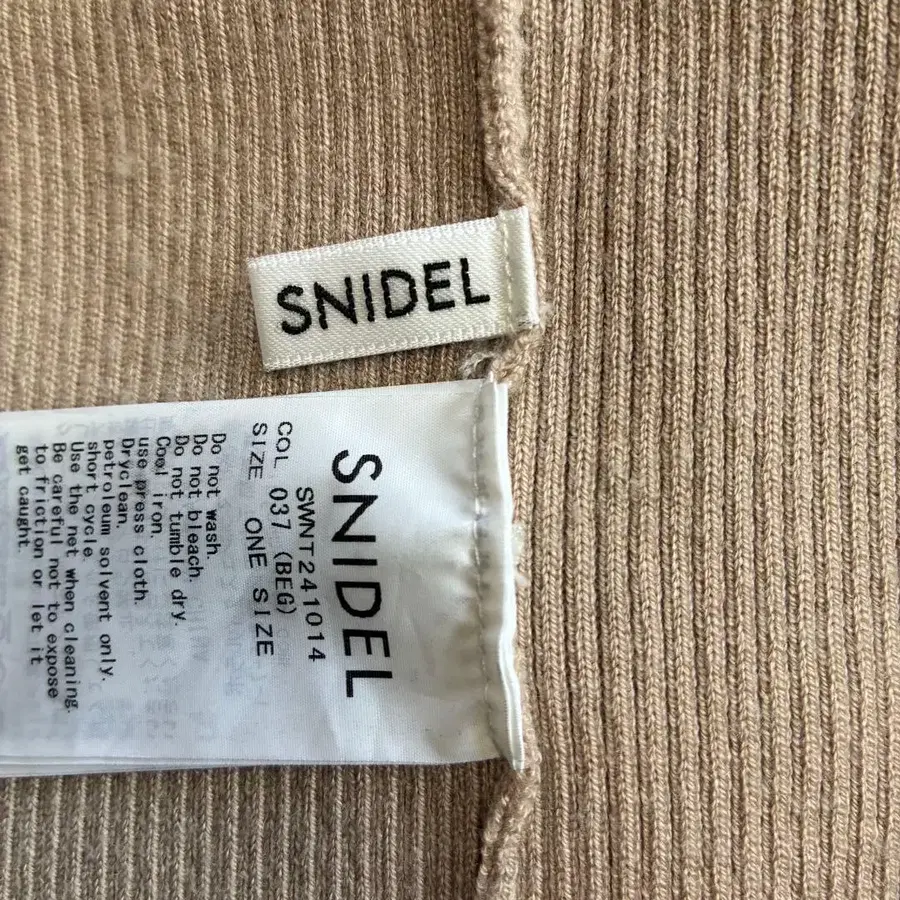 SNIDEL
SNIDEL
SWNT241014
COL 037 (BEG)
SIZE ONE SIZE
Do not wash.
Do not bleach.
Do not tumble dry.
Cool iron.
use press cloth.
Dryclean.
petroleum solvent only.
short cycle.
Use the net when cleaning.
Be careful not to expose
to friction or let it
get caught.